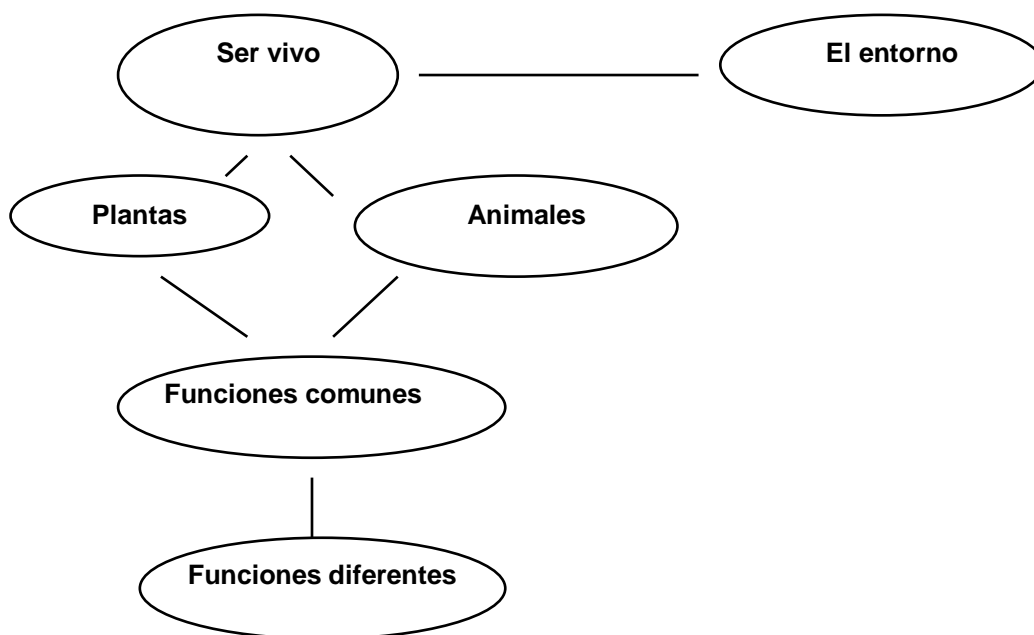 Ser vivo
El entorno
Plantas
Animales
Funciones comunes
Funciones diferentes